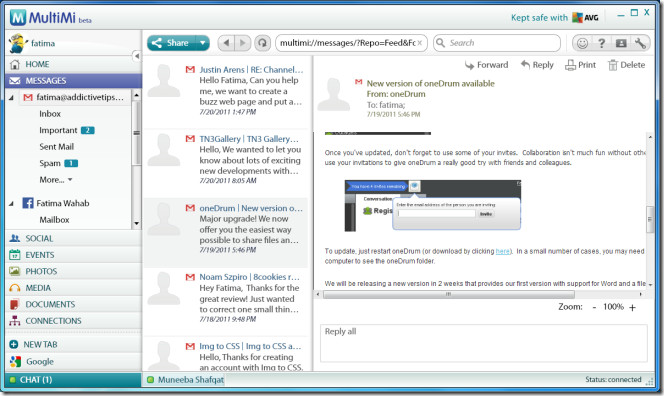 MultiMi beta
Kept safe with AVG
fatima
Share
multimi://messages/?Repo=Feed&Fc
Search
HOME
MESSAGES
fatima@addictivetips...
Inbox
Important 2
Sent Mail
Spam 1
More...
Fatima Wahab
Mailbox
SOCIAL
EVENTS
PHOTOS
MEDIA
DOCUMENTS
CONNECTIONS
NEW TAB
Google
CHAT (1)
Justin Arens | RE: Channel...
Hello Fatima, Can you help
me, we want to create a
buzz web page and put a...
7/20/2011 1:47 PM
TN3Gallery | TN3 Gallery...
Hello, We wanted to let you
know about lots of exciting
new developments with...
7/20/2011 8:05 AM
oneDrum | New version o...
Major upgrade! We now
offer you the easiest way
possible to share files an...
7/19/2011 5:46 PM
Noam Szpiro | 8cookies r...
Hey Fatima, Thanks for the
great review! Just wanted
to correct one small thin...
7/18/2011 9:48 PM
Img to CSS | Img to CSS a...
Hello, Thanks for creating
an account with Img to CSS.
Forward Reply Print Delete
New version of oneDrum available
From: oneDrum
To: fatima;
7/19/2011 5:46 PM
Once you've updated, don't forget to use some of your invites. Collaboration isn't much fun without othe
use your invitations to give oneDrum a really good try with friends and colleagues.
You have 6 invites remaining
Conversation
Regis
Enter the email address of the person you are inviting.
Invite
To update, just restart oneDrum (or download by clicking here). In a small number of cases, you may need
computer to see the oneDrum folder.
We will be releasing a new version in 2 weeks that provides our first version with support for Word and a file
Zoom: - 100% +
Reply all
Muneeba Shafqat
Status: connected